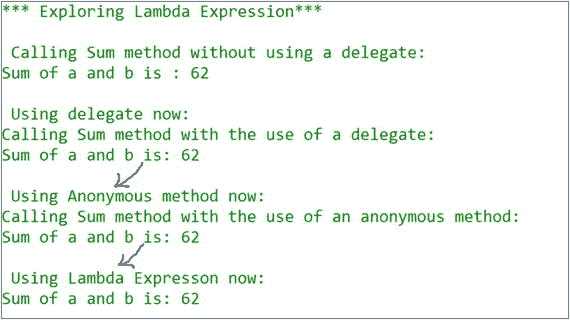 *** Exploring Lambda Expression***
Calling Sum method without using a delegate:
Sum of a and b is : 62
Using delegate now:
Calling Sum method with the use of a delegate:
Sum of a and b is: 62
Using Anonymous method now:
Calling Sum method with the use of an anonymous method:
Sum of a and b is: 62
Using Lambda Expresson now:
Sum of a and b is: 62